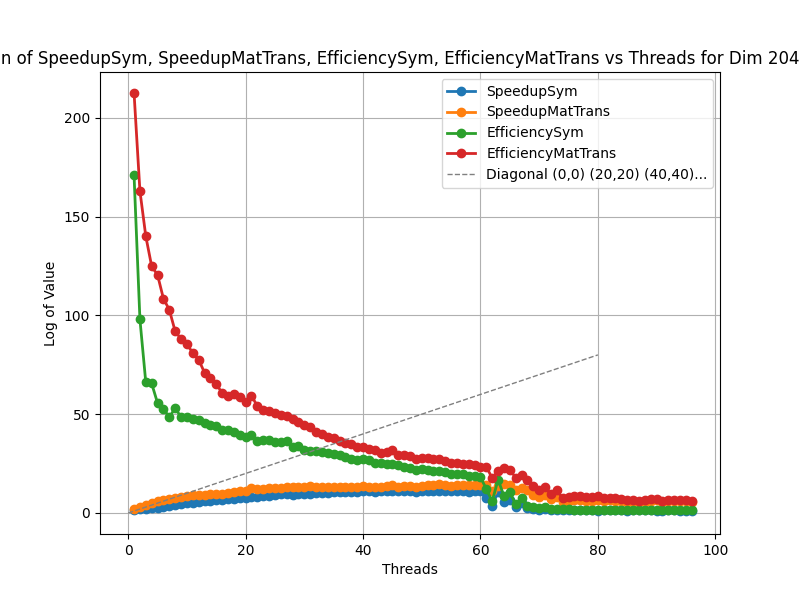 n of SpeedupSym, SpeedupMatTrans, EfficiencySym, EfficiencyMatTrans vs Threads for Dim 204
SpeedupSym
SpeedupMatTrans
EfficiencySym
EfficiencyMatTrans
Diagonal (0,0) (20,20) (40,40)...
Log of Value
200
150
100
50
0
0 20 40 60 80 100
Threads